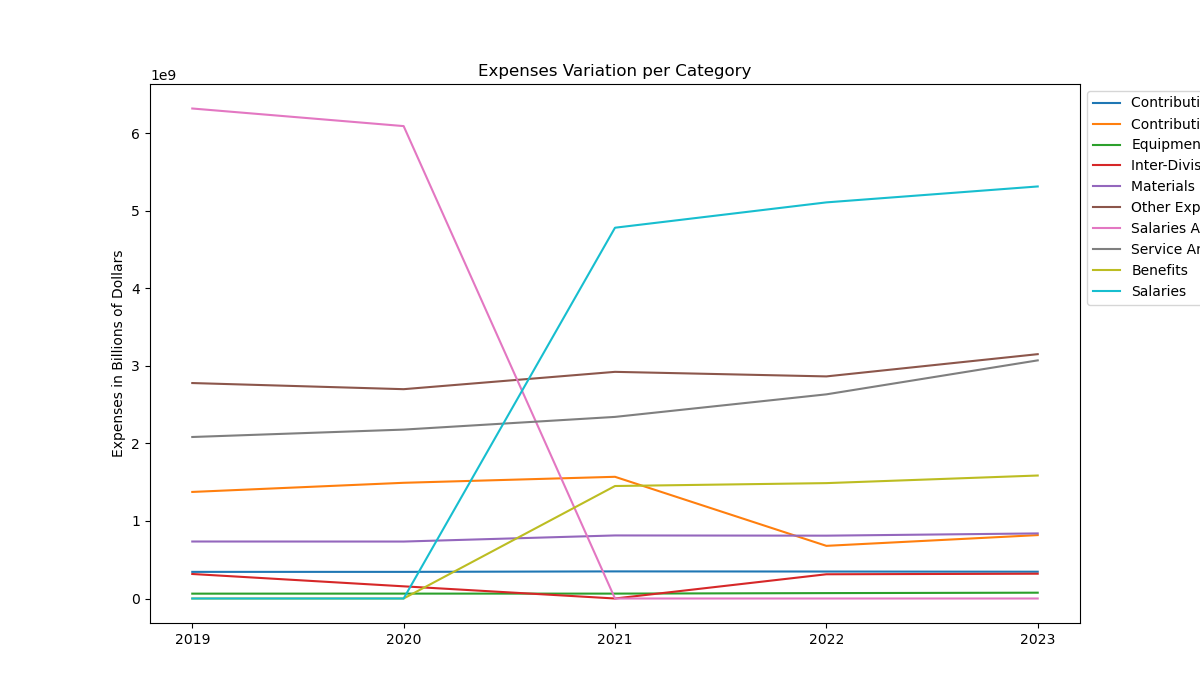 Expenses Variation per Category
1e9
Expenses in Billions of Dollars
6
5
4
3
2
1
0
2019 2020 2021 2022 2023
Contributi
Contributi
Equipmen
Inter-Divis
Materials
Other Exp
Salaries A
Service Ar
Benefits
Salaries